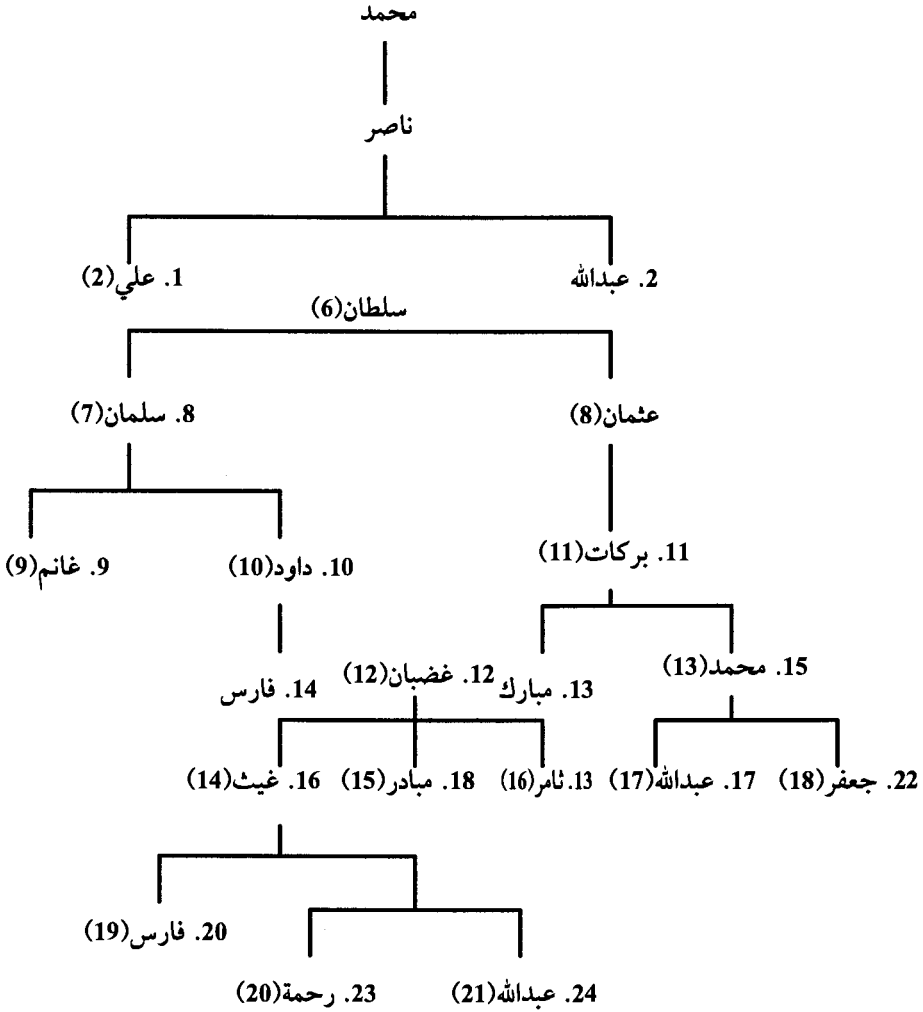 محمد
ناصر
2. عبدالله
1. علي(2)
سلطان(6)
عثمان(8)
8. سلمان(7)
11. بركات(11)
10. داود(10)
9. غانم(9)
15. محمد(13)
13. مبارك
12. غضبان(12)
14. فارس
22. جعفر(18)
17. عبدالله(17)
13. ثامر(16)
18. مبادر(15)
16. غيث(14)
20. فارس(19)
24. عبدالله(21)
23. رحمة(20)